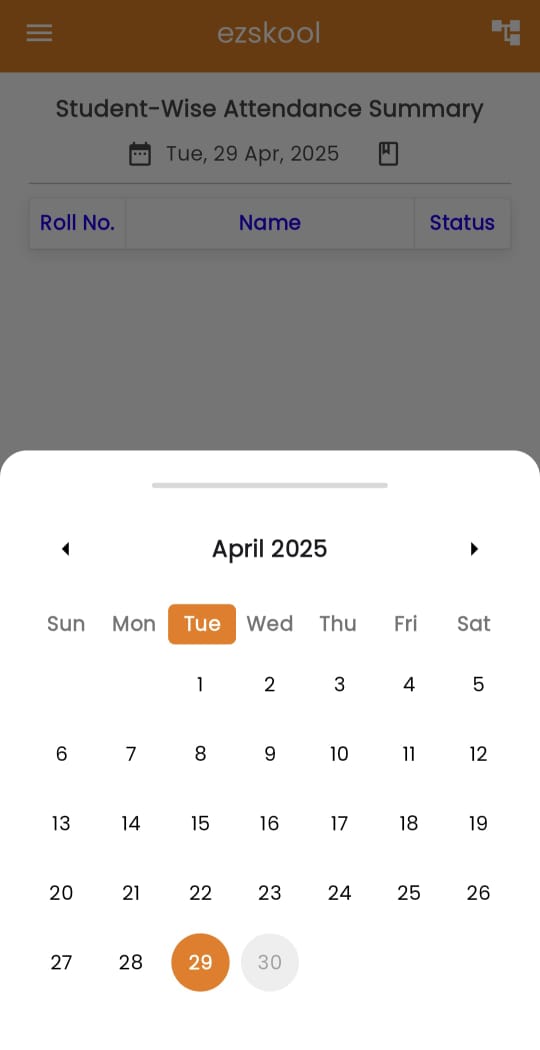 ezskool
Student-Wise Attendance Summary
Tue, 29 Apr, 2025
Roll No. Name Status
April 2025
Sun Mon Tue Wed Thu Fri Sat
1 2 3 4 5
6 7 8 9 10 11 12
13 14 15 16 17 18 19
20 21 22 23 24 25 26
27 28 29 30